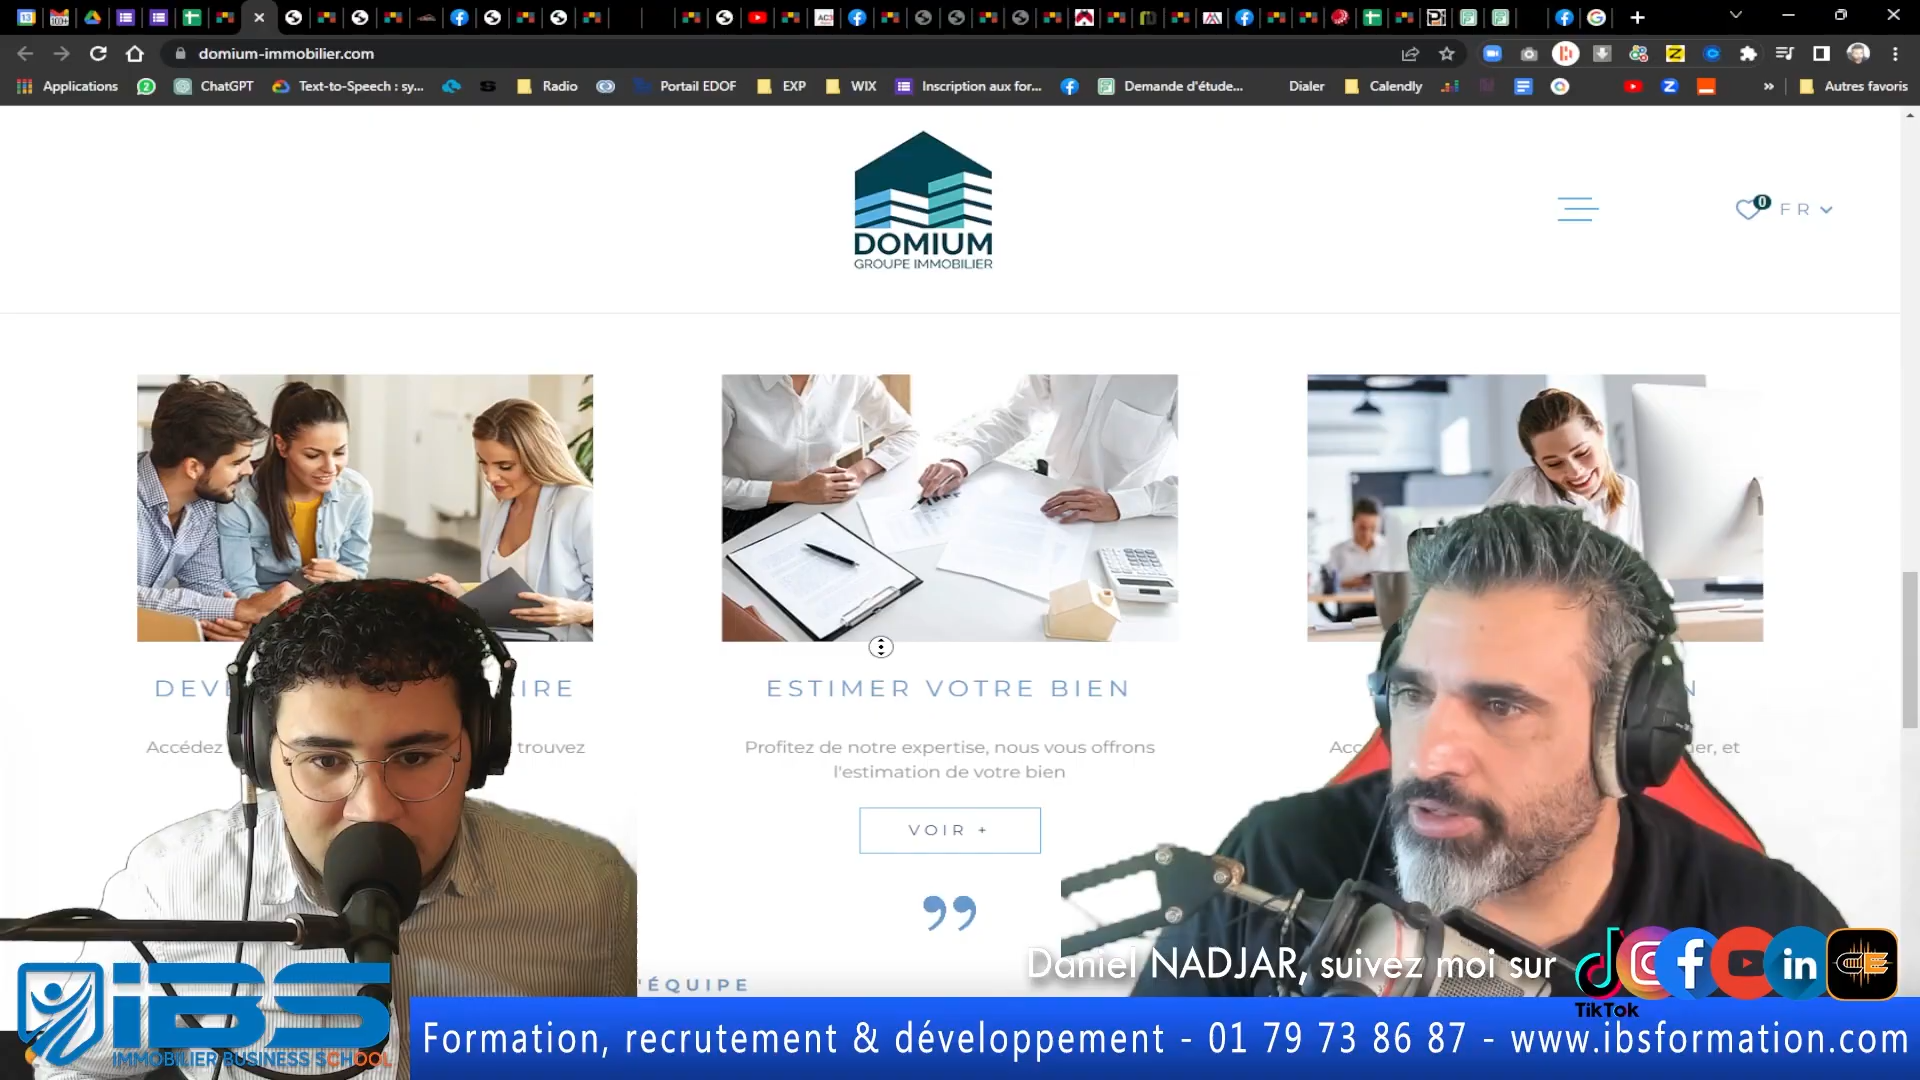 domium-immobilier.com
Applications
ChatGPT
Text-to-Speech : sy...
Radio
Portail EDOF
EXP
WIX
Inscription aux for...
Demande d'étude...
Dialer
Calendly
Autres favoris
DOMIUM
GROUPE IMMOBILIER
0
FR
DEVE AIRE
ESTIMER VOTRE BIEN
N
Accédez trouvez
Profitez de notre expertise, nous vous offrons
l'estimation de votre bien
Acc er, et
VOIR +
'ÉQUIPE
Daniel NADJAR, suivez moi sur
TikTok
iBS
IMMOBILIER BUSINESS SCHOOL
Formation, recrutement & développement - 01 79 73 86 87 - www.ibsformation.com